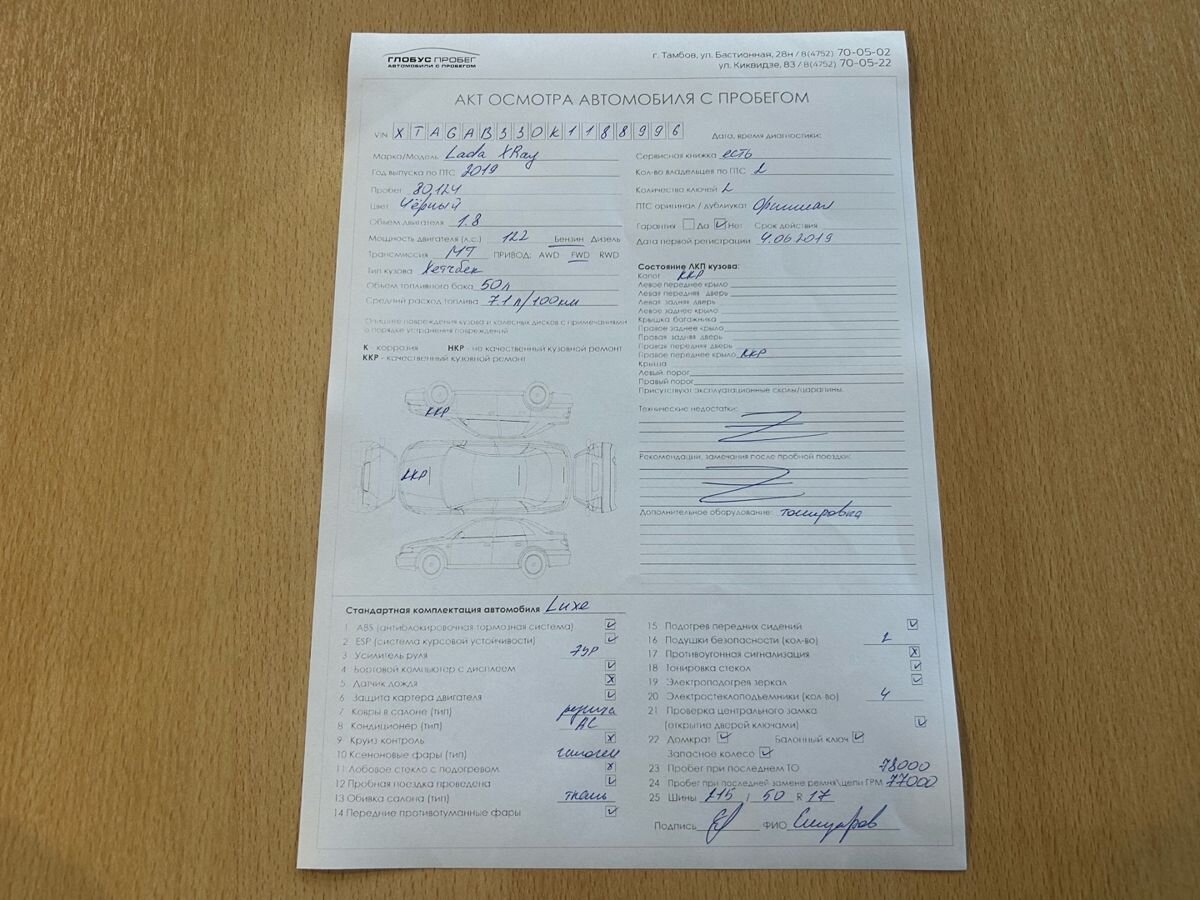 ГЛОБУС ПРОБЕГ
АВТОМОБИЛИ С ПРОБЕГОМ
г. Тамбов, ул. Бастионная, 28н / 8(4752) 70-05-02
ул. Киквидзе, 83 / 8(4752) 70-05-22
АКТ ОСМОТРА АВТОМОБИЛЯ С ПРОБЕГОМ
VIN XTAGAB330K1188996
Дата, время диагностики:
Марка/Модель Lada XRay
Год выпуска по ПТС 2019
Пробег 80124
Цвет Чёрный
Объем двигателя 1.8
Мощность двигателя (л.с.) 122 Бензин Дизель
Трансмиссия МТ ПРИВОД: AWD FWD RWD
Тип кузова Хетчбек
Объем топливного бака 50л
Средний расход топлива 7.1 л/100км
Опишите повреждения кузова и колесных дисков с примечаниями
о порядке устранения повреждений
К - коррозия НКР - не качественный кузовной ремонт
ККР - качественный кузовной ремонт
ККР
ККР
Сервисная книжка есть
Кол-во владельцев по ПТС 2
Количества ключей 2
ПТС оригинал / дубликат Оригинал
Гарантия Да Нет Срок действия
Дата первой регистрации 4.06.2019
Состояние ЛКП кузова:
Капот ККР
Левое переднее крыло
Левая передняя дверь
Левая задняя дверь
Левое заднее крыло
Крышка багажника
Правое заднее крыло
Правая задняя дверь
Правая передняя дверь
Правое переднее крыло ККР
Крыша
Левый порог
Правый порог
Присутствуют эксплуатационные сколы/царапины.
Технические недостатки:
Рекомендации, замечания после пробной поездки:
Дополнительное оборудование: тонировка
Стандартная комплектация автомобиля Luxe
1 ABS (антиблокировочная тормозная система)
2 ESP (система курсовой устойчивости)
3 Усилитель руля ЭУР
4 Бортовой компьютер с дисплеем
5 Датчик дождя
6 Защита картера двигателя
7 Ковры в салоне (тип) резина
8 Кондиционер (тип) АС
9 Круиз контроль
10 Ксеноновые фары (тип) галоген
11 Лобовое стекло с подогревом
12 Пробная поездка проведена
13 Обивка салона (тип) ткань
14 Передние противотуманные фары
15 Подогрев передних сидений
16 Подушки безопасности (кол-во) 2
17 Противоугонная сигнализация
18 Тонировка стекол
19 Электроподогрев зеркал
20 Электростеклоподъемники (кол-во) 4
21 Проверка центрального замка
(открытие дверей ключами)
22 Домкрат Балонный ключ
Запасное колесо
23 Пробег при последнем ТО 78000
24 Пробег при последней замене ремня\цепи ГРМ 77000
25 Шины 215 / 50 R 17
Подпись ФИО